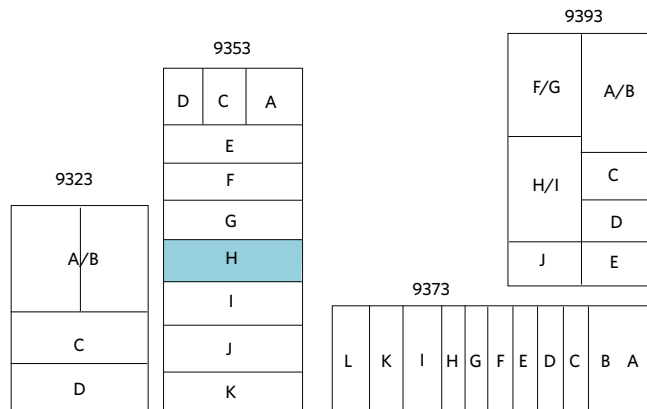 9393
F/G A/B
H/I C
D
J E
9353
D C A
E
F
G
H
I
J
K
9323
A/B
C
D
9373
L K I H G F E D C B A